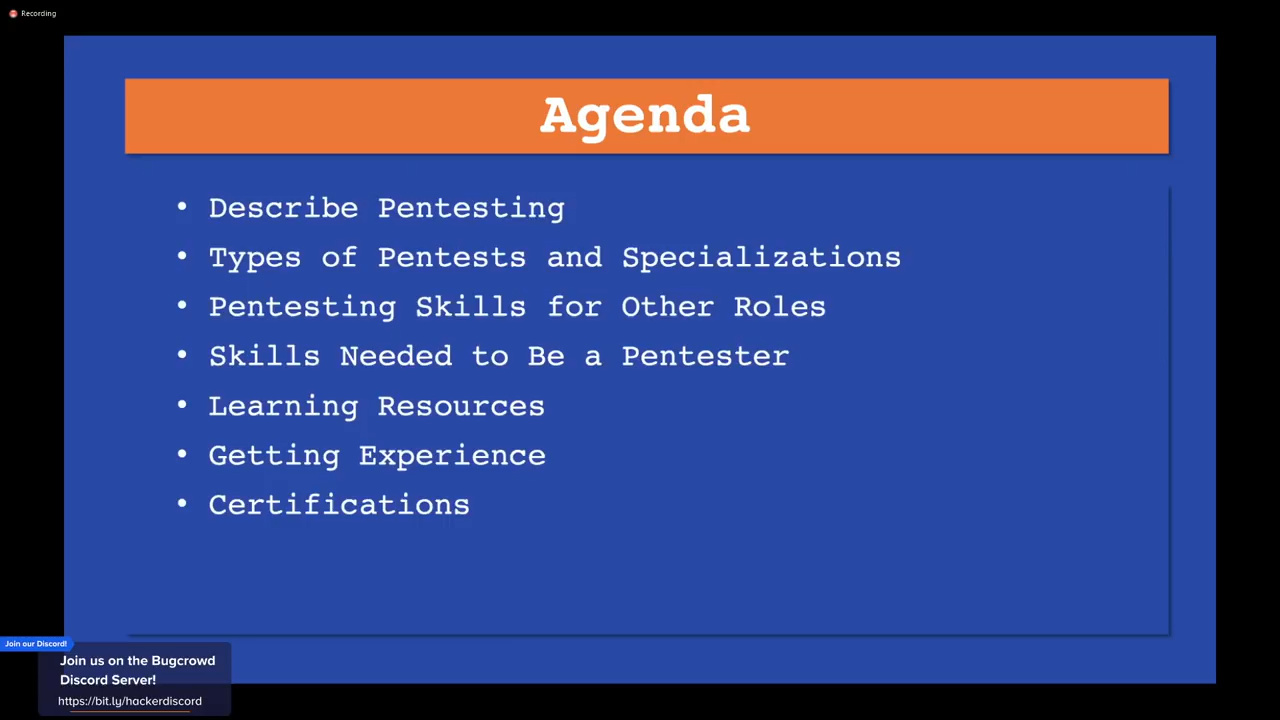 Recording
Agenda
• Describe Pentesting
• Types of Pentests and Specializations
• Pentesting Skills for Other Roles
• Skills Needed to Be a Pentester
• Learning Resources
• Getting Experience
• Certifications
Join our Discord!
Join us on the Bugcrowd
Discord Server!
https://bit.ly/hackerdiscord